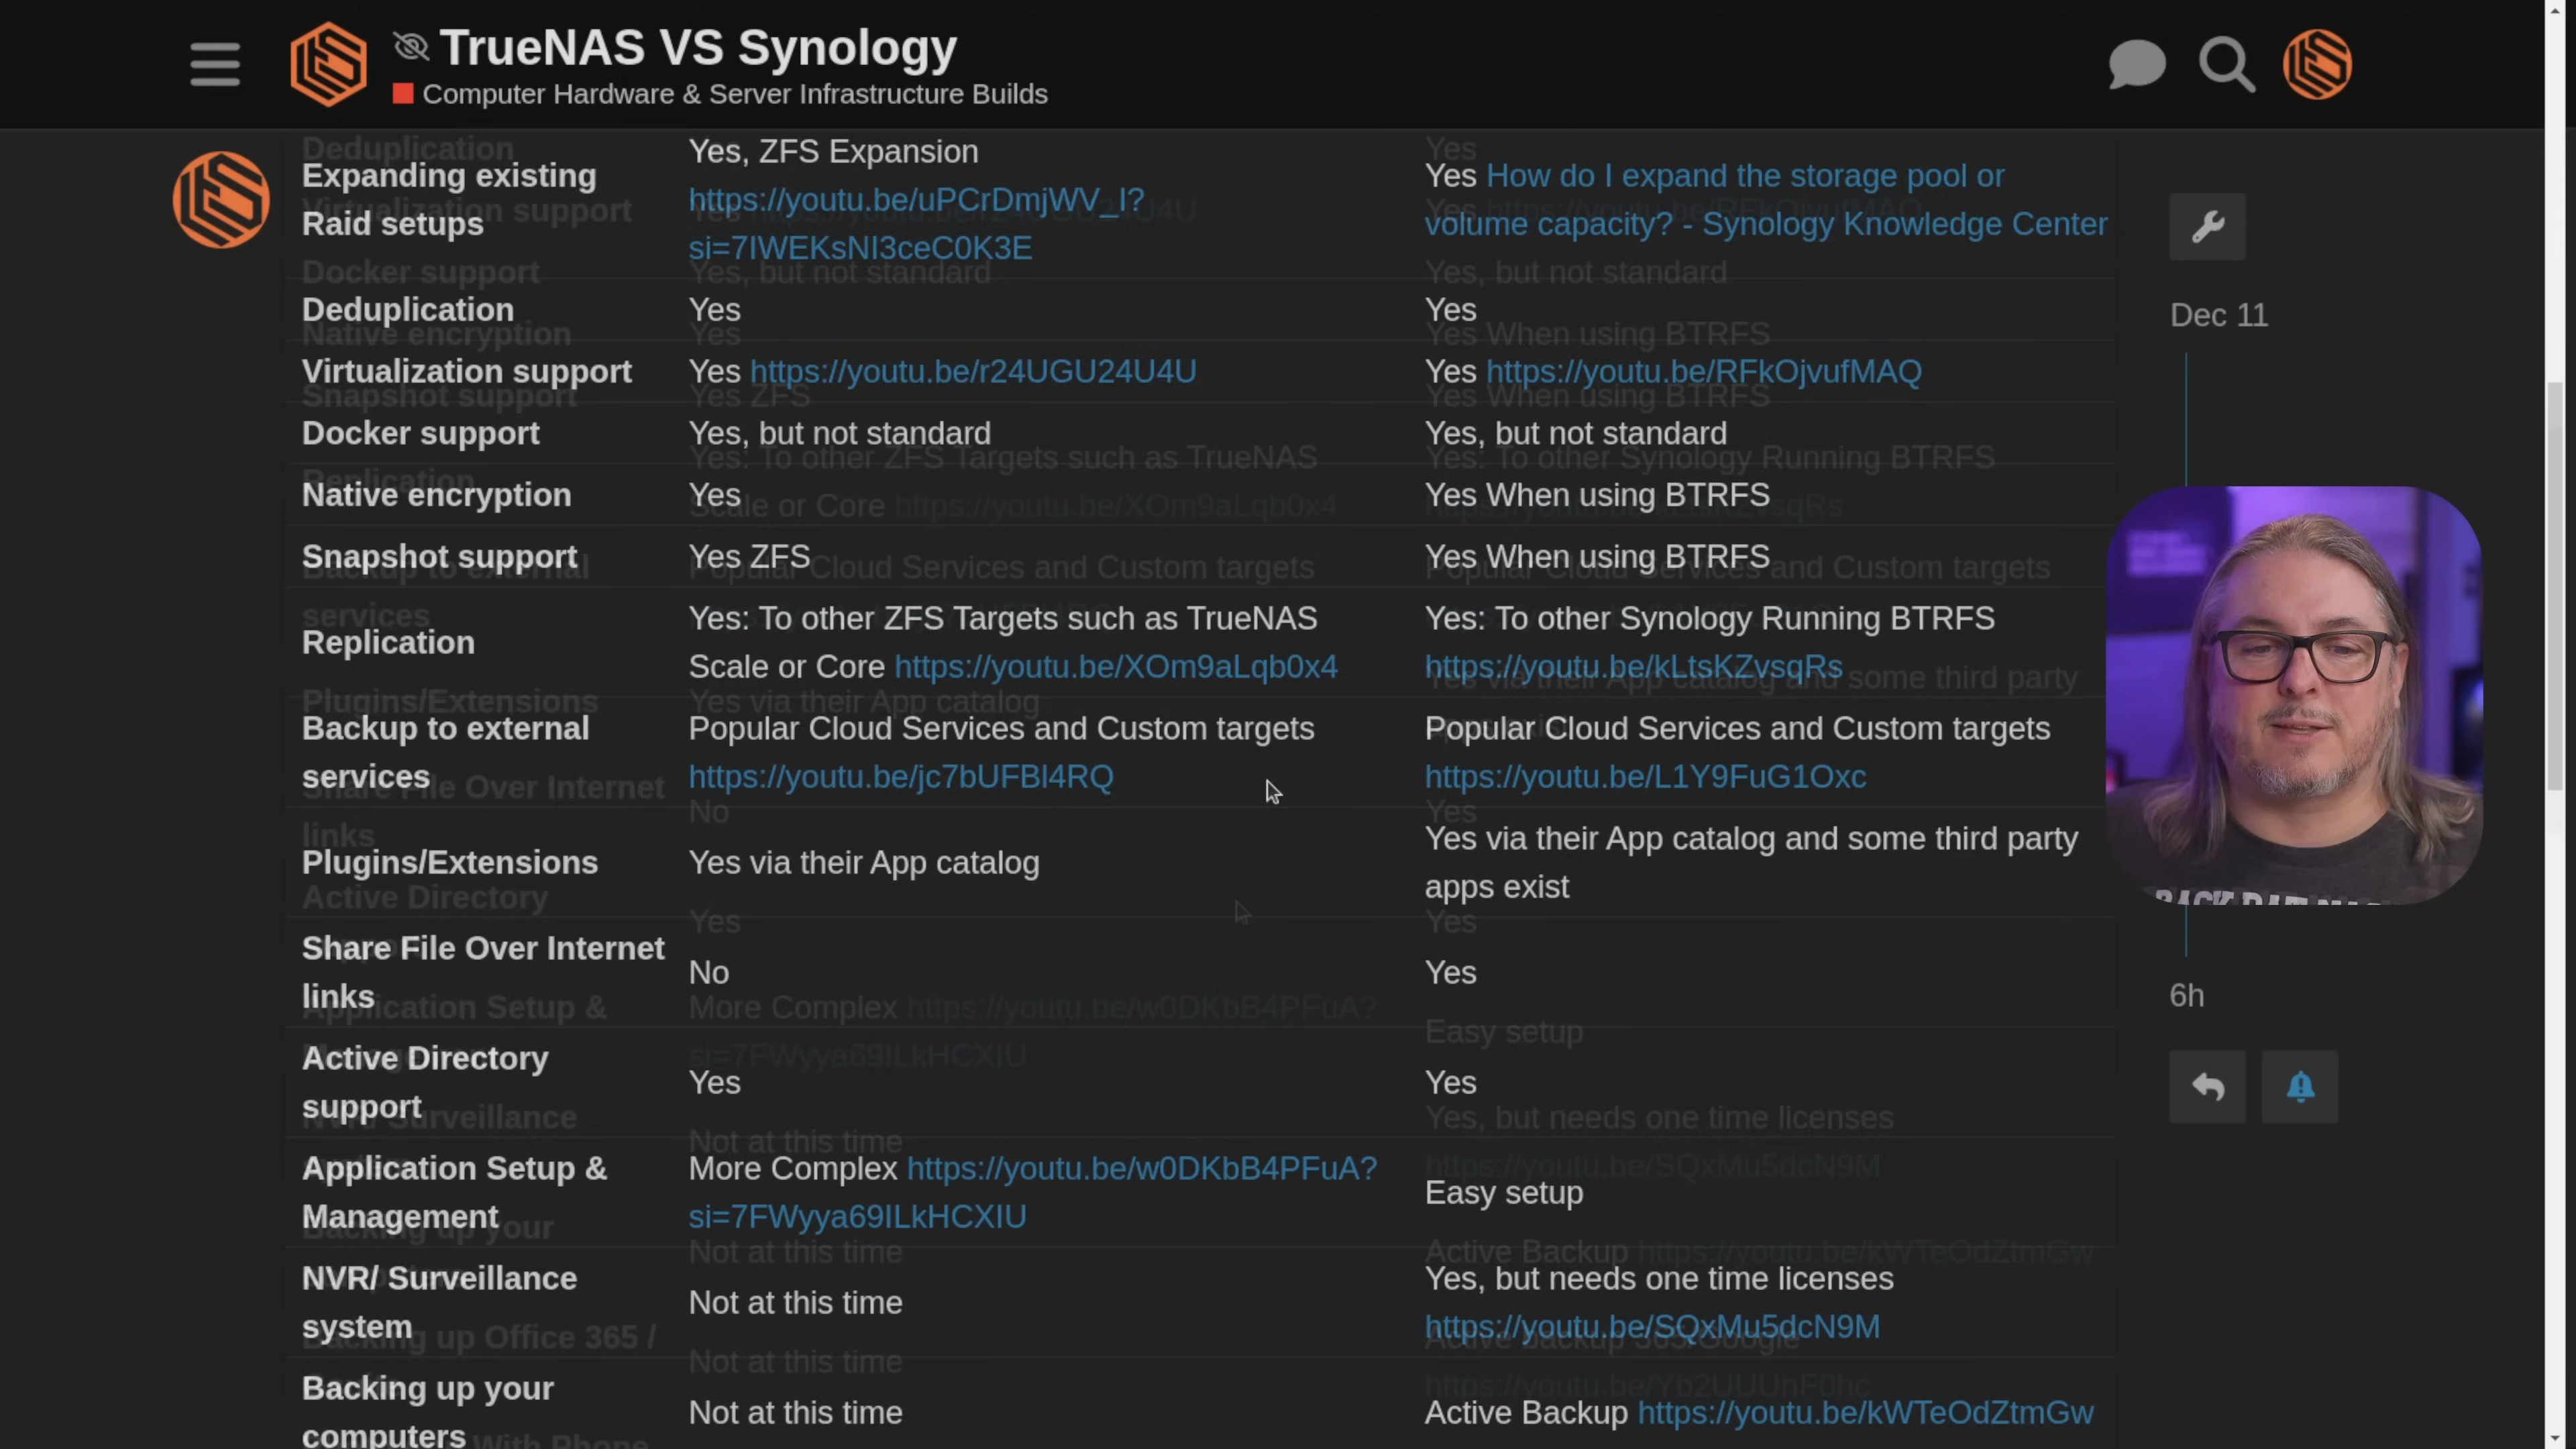 TrueNAS VS Synology
Computer Hardware & Server Infrastructure Builds
Expanding existing
Raid setups
Yes, ZFS Expansion
https://youtu.be/uPCrDmjWV_I?
si=7IWEKsNI3ceC0K3E
Yes How do I expand the storage pool or
volume capacity? - Synology Knowledge Center
Deduplication
Yes
Yes
Virtualization support
Yes https://youtu.be/r24UGU24U4U
Yes https://youtu.be/RFkOjvufMAQ
Docker support
Yes, but not standard
Yes, but not standard
Native encryption
Yes
Yes When using BTRFS
Snapshot support
Yes ZFS
Yes When using BTRFS
Replication
Yes: To other ZFS Targets such as TrueNAS
Scale or Core https://youtu.be/XOm9aLqb0x4
Yes: To other Synology Running BTRFS
https://youtu.be/kLtsKZvsqRs
Backup to external
services
Popular Cloud Services and Custom targets
https://youtu.be/jc7bUFBI4RQ
Popular Cloud Services and Custom targets
https://youtu.be/L1Y9FuG1Oxc
Plugins/Extensions
Yes via their App catalog
Yes via their App catalog and some third party
apps exist
Share File Over Internet
links
No
Yes
Active Directory
support
Yes
Yes
Application Setup &
Management
More Complex https://youtu.be/w0DKbB4PFuA?
si=7FWyya69ILkHCXIU
Easy setup
NVR/ Surveillance
system
Not at this time
Yes, but needs one time licenses
https://youtu.be/SQxMu5dcN9M
Backing up your
computers
Not at this time
Active Backup https://youtu.be/kWTeOdZtmGw
Dec 11
6h